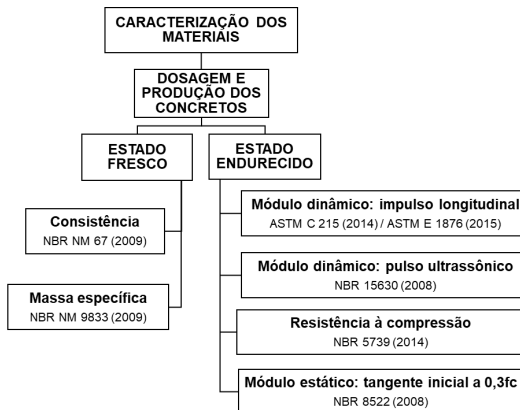 CARACTERIZAÇÃO DOS
MATERIAIS
DOSAGEM E
PRODUÇÃO DOS
CONCRETOS
ESTADO
FRESCO
ESTADO
ENDURECIDO
Consistência
NBR NM 67 (2009)
Massa específica
NBR NM 9833 (2009)
Módulo dinâmico: impulso longitudinal
ASTM C 215 (2014) / ASTM E 1876 (2015)
Módulo dinâmico: pulso ultrassônico
NBR 15630 (2008)
Resistência à compressão
NBR 5739 (2014)
Módulo estático: tangente inicial a 0,3fc
NBR 8522 (2008)